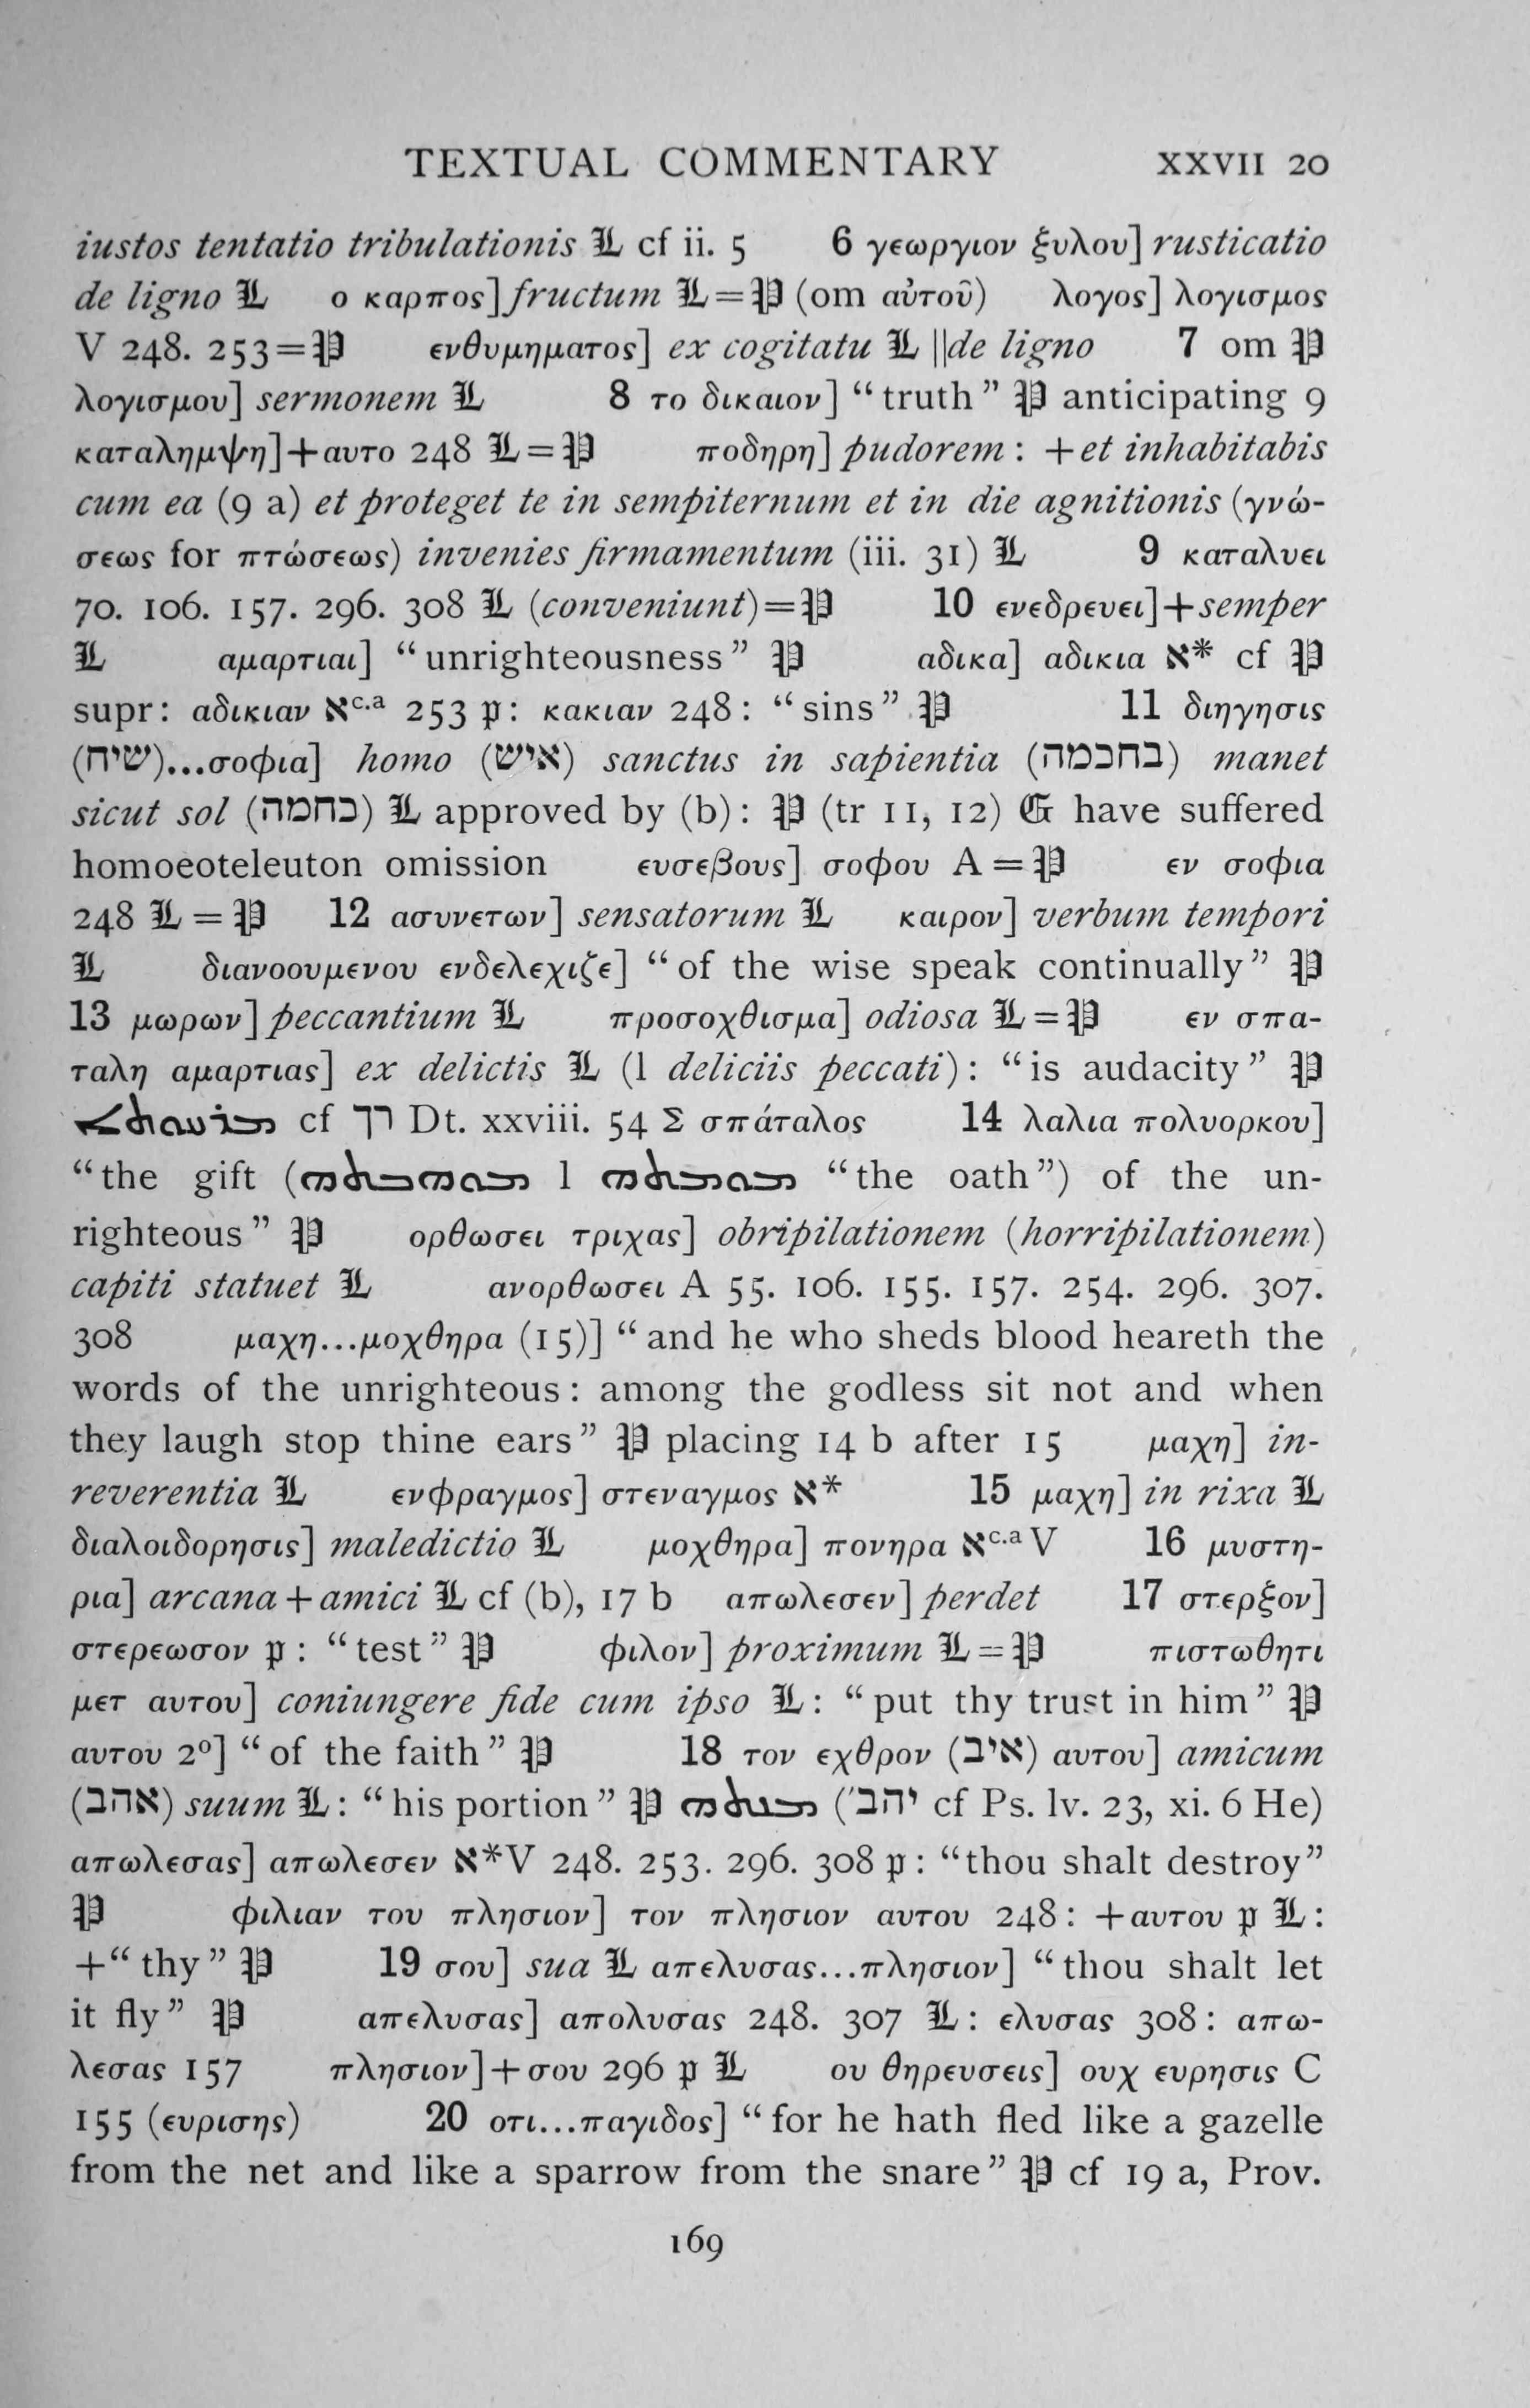 TEXTUAL COMMENTARY XXVII 20
iustos tentatio tribulationis 𝕷 cf ii. 5 6 γεωργιον ξυλου] rusticatio
de ligno 𝕷 ο καρπος] fructum 𝕷=𝕻 (om αὐτοῦ) λογος] λογισμος
V 248. 253=𝕻 ενθυμηματος] ex cogitatu 𝕷 ||de ligno 7 om 𝕻
λογισμου] sermonem 𝕷 8 το δικαιον] “truth” 𝕻 anticipating 9
καταλημψη]+αυτο 248 𝕷=𝕻 ποδηρη] pudorem: +et inhabitabis
cum ea (9 a) et proteget te in sempiternum et in die agnitionis (γνώ-
σεως for πτώσεως) invenies firmamentum (iii. 31) 𝕷 9 καταλυει
70. 106. 157. 296. 308 𝕷 (conveniunt)=𝕻 10 ενεδρευει]+semper
𝕷 αμαρτιαι] “unrighteousness” 𝕻 αδικα] αδικια א* cf 𝕻
supr: αδικιαν אc.a 253 𝖕: κακιαν 248: “sins” 𝕻 11 διηγησις
(שיח)...σοφια] homo (איש) sanctus in sapientia (בחכמה) manet
sicut sol (כחמה) 𝕷 approved by (b): 𝕻 (tr 11, 12) 𝕲 have suffered
homoeoteleuton omission ευσεβους] σοφου A=𝕻 εν σοφια
248 𝕷=𝕻 12 ασυνετων] sensatorum 𝕷 καιρον] verbum tempori
𝕷 διανοουμενου ενδελεχιζε] “of the wise speak continually” 𝕻
13 μωρων] peccantium 𝕷 προσοχθισμα] odiosa 𝕷=𝕻 εν σπα-
ταλη αμαρτιας] ex delictis 𝕷 (l deliciis peccati): “is audacity” 𝕻
cf רך Dt. xxviii. 54 Σ σπάταλος 14 λαλια πολυορκου]
“the gift ( l “the oath”) of the un-
righteous” 𝕻 ορθωσει τριχας] obripilationem (horripilationem)
capiti statuet 𝕷 ανορθωσει A 55. 106. 155. 157. 254. 296. 307.
308 μαχη...μοχθηρα (15)] “and he who sheds blood heareth the
words of the unrighteous: among the godless sit not and when
they laugh stop thine ears” 𝕻 placing 14 b after 15 μαχη] in-
reverentia 𝕷 ενφραγμος] στεναγμος א* 15 μαχη] in rixa 𝕷
διαλοιδορησις] maledictio 𝕷 μοχθηρα] πονηρα אc.a V 16 μυστη-
ρια] arcana+amici 𝕷 cf (b), 17 b απωλεσεν] perdet 17 στερξον]
στερεωσον 𝖕: “test” 𝕻 φιλον] proximum 𝕷=𝕻 πιστωθητι
μετ αυτου] coniungere fide cum ipso 𝕷: “put thy trust in him” 𝕻
αυτου 2º] “of the faith” 𝕻 18 τον εχθρον (איב) αυτου] amicum
(אהב) suum 𝕷: “his portion” 𝕻 (יהב׳ cf Ps. lv. 23, xi. 6 He)
απωλεσας] απωλεσεν א*V 248. 253. 296. 308 𝖕: “thou shalt destroy”
𝕻 φιλιαν του πλησιον] τον πλησιον αυτου 248: +αυτου 𝖕 𝕷:
+“thy” 𝕻 19 σου] sua 𝕷 απελυσας...πλησιον] “thou shalt let
it fly” 𝕻 απελυσας] απολυσας 248. 307 𝕷: ελυσας 308: απω-
λεσας 157 πλησιον]+σου 296 𝖕 𝕷 ου θηρευσεις] ουχ ευρησις C
155 (ευρισης) 20 οτι...παγιδος] “for he hath fled like a gazelle
from the net and like a sparrow from the snare” 𝕻 cf 19 a, Prov.
169